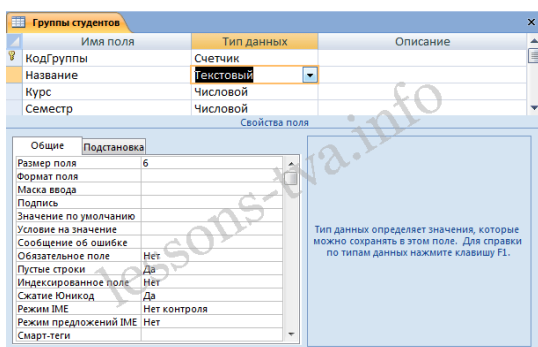 Группы студентов
Имя поля Тип данных Описание
КодГруппы Счетчик
Название Текстовый
Курс Числовой
Семестр Числовой
Свойства поля
Общие Подстановка
Размер поля 6
Формат поля
Маска ввода
Подпись
Значение по умолчанию
Условие на значение
Сообщение об ошибке
Обязательное поле Нет
Пустые строки Да
Индексированное поле Нет
Сжатие Юникод Да
Режим IME Нет контроля
Режим предложений IME Нет
Смарт-теги
Тип данных определяет значения, которые
можно сохранять в этом поле. Для справки
по типам данных нажмите клавишу F1.
lessons-tva.info